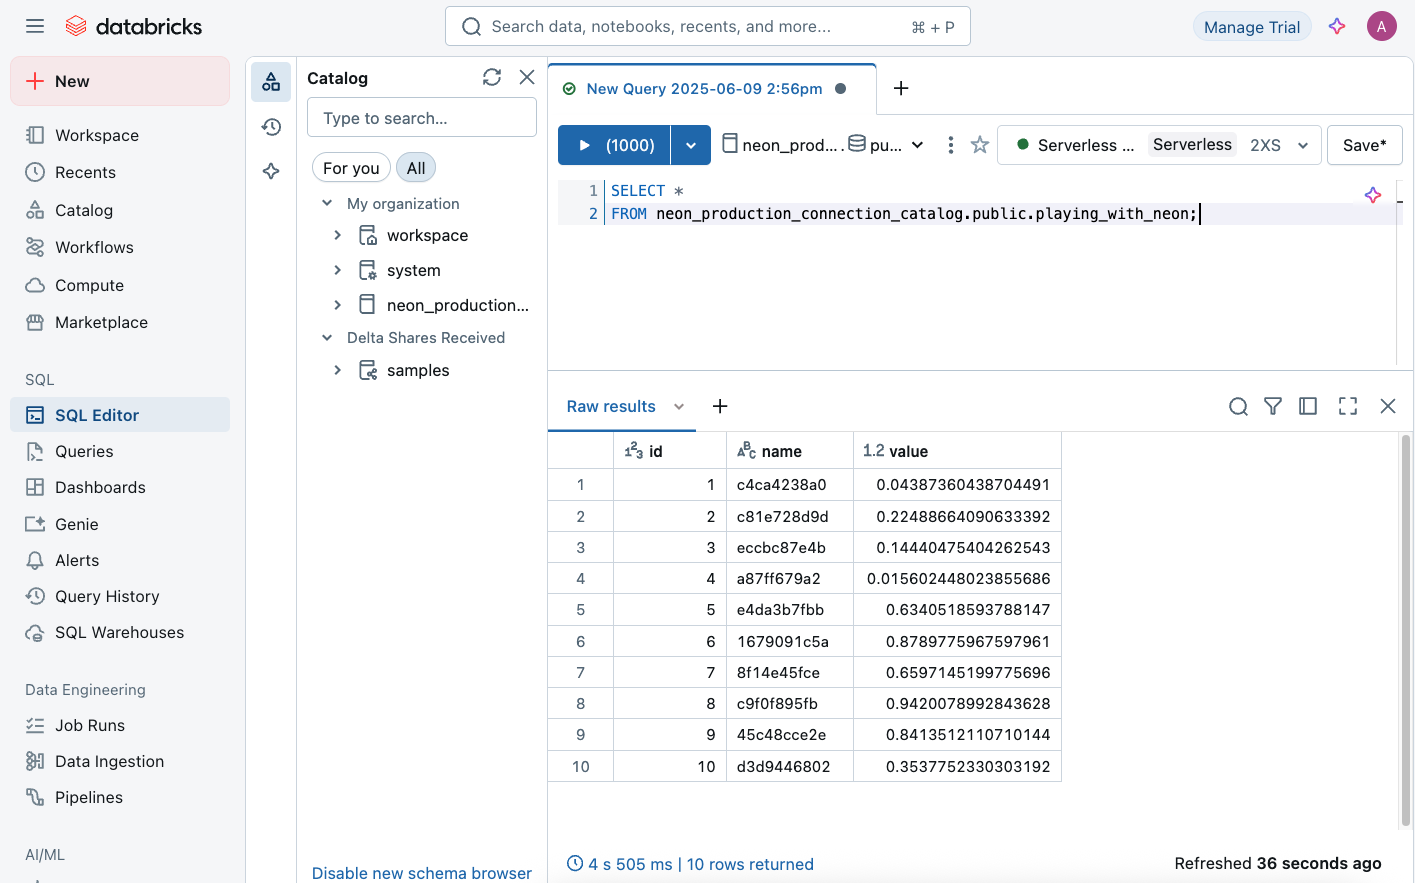 databricks
Search data, notebooks, recents, and more...
⌘ + P
Manage Trial
A
New
Workspace
Recents
Catalog
Workflows
Compute
Marketplace
SQL
SQL Editor
Queries
Dashboards
Genie
Alerts
Query History
SQL Warehouses
Data Engineering
Job Runs
Data Ingestion
Pipelines
AI/ML
Catalog
Type to search...
For you
All
My organization
workspace
system
neon_production...
Delta Shares Received
samples
Disable new schema browser
New Query 2025-06-09 2:56pm
(1000)
neon_prod... . pu...
Serverless ... Serverless 2XS
Save*
1 SELECT *
2 FROM neon_production_connection_catalog.public.playing_with_neon;
Raw results
123 id ABC name 1.2 value
1 1 c4ca4238a0 0.04387360438704491
2 2 c81e728d9d 0.22488664090633392
3 3 eccbc87e4b 0.14440475404262543
4 4 a87ff679a2 0.015602448023855686
5 5 e4da3b7fbb 0.6340518593788147
6 6 1679091c5a 0.8789775967597961
7 7 8f14e45fce 0.6597145199775696
8 8 c9f0f895fb 0.9420078992843628
9 9 45c48cce2e 0.8413512110710144
10 10 d3d9446802 0.3537752330303192
4 s 505 ms | 10 rows returned
Refreshed 36 seconds ago